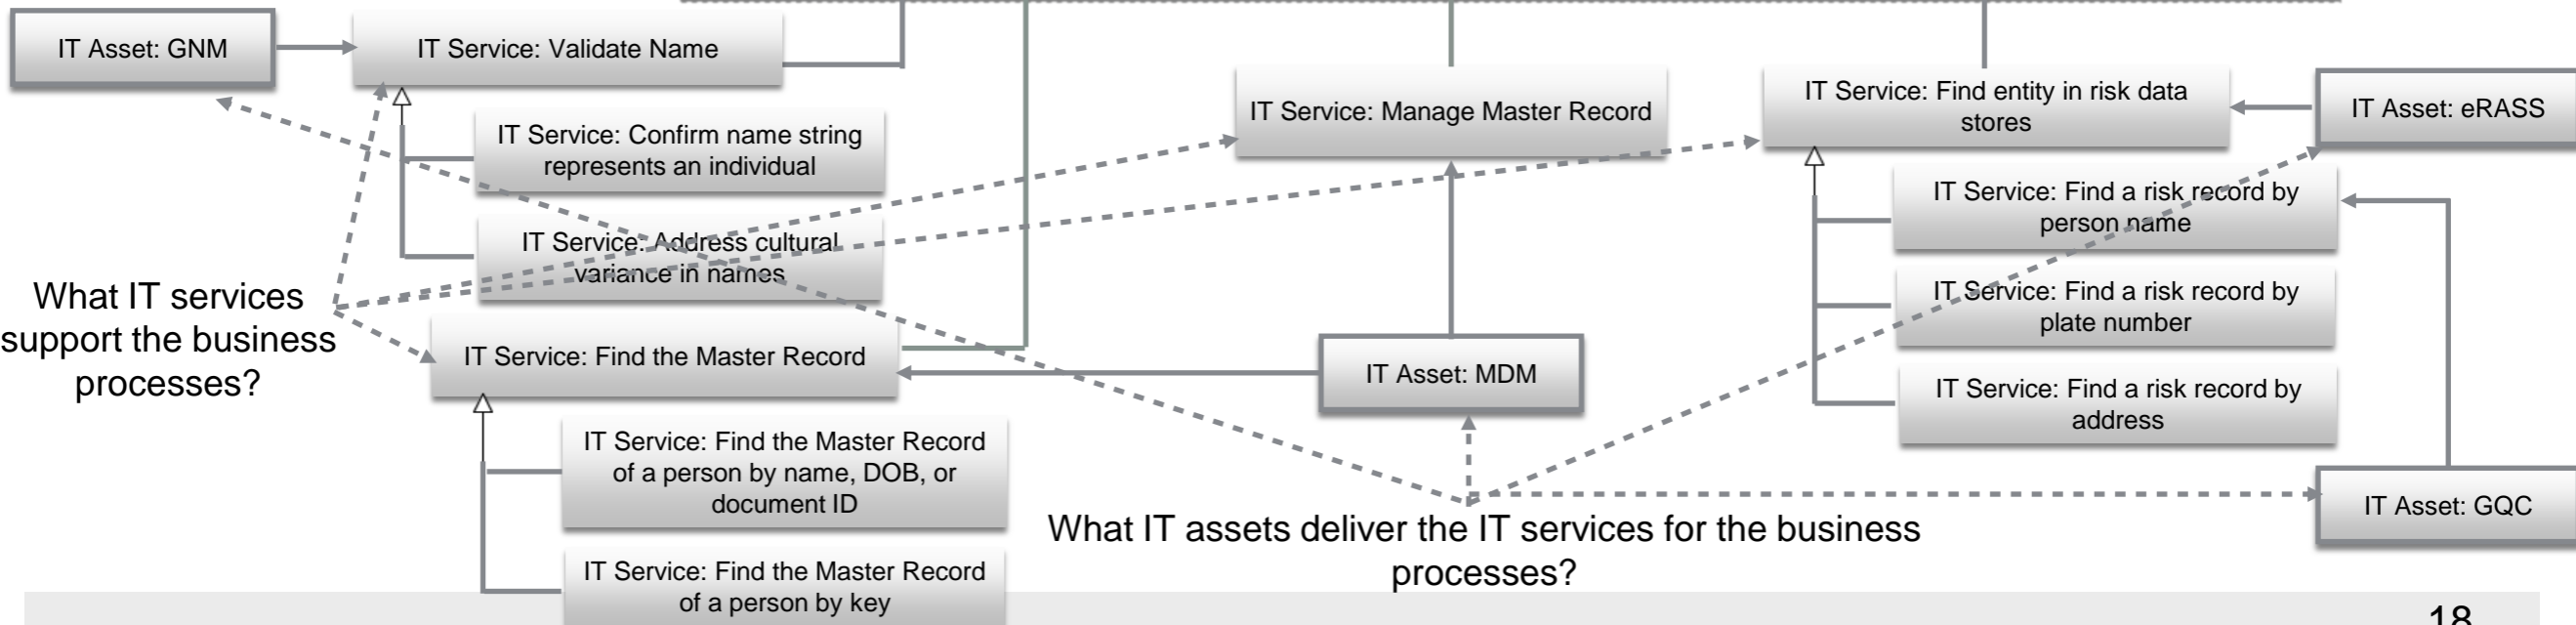 IT Asset: GNM
IT Service: Validate Name
IT Service: Confirm name string
represents an individual
IT Service: Address cultural
variance in names
What IT services
support the business
processes?
IT Service: Find the Master Record
IT Service: Find the Master Record
of a person by name, DOB, or
document ID
IT Service: Find the Master Record
of a person by key
IT Service: Manage Master Record
IT Asset: MDM
What IT assets deliver the IT services for the business
processes?
IT Service: Find entity in risk data
stores
IT Asset: eRASS
IT Service: Find a risk record by
person name
IT Service: Find a risk record by
plate number
IT Service: Find a risk record by
address
IT Asset: GQC
18